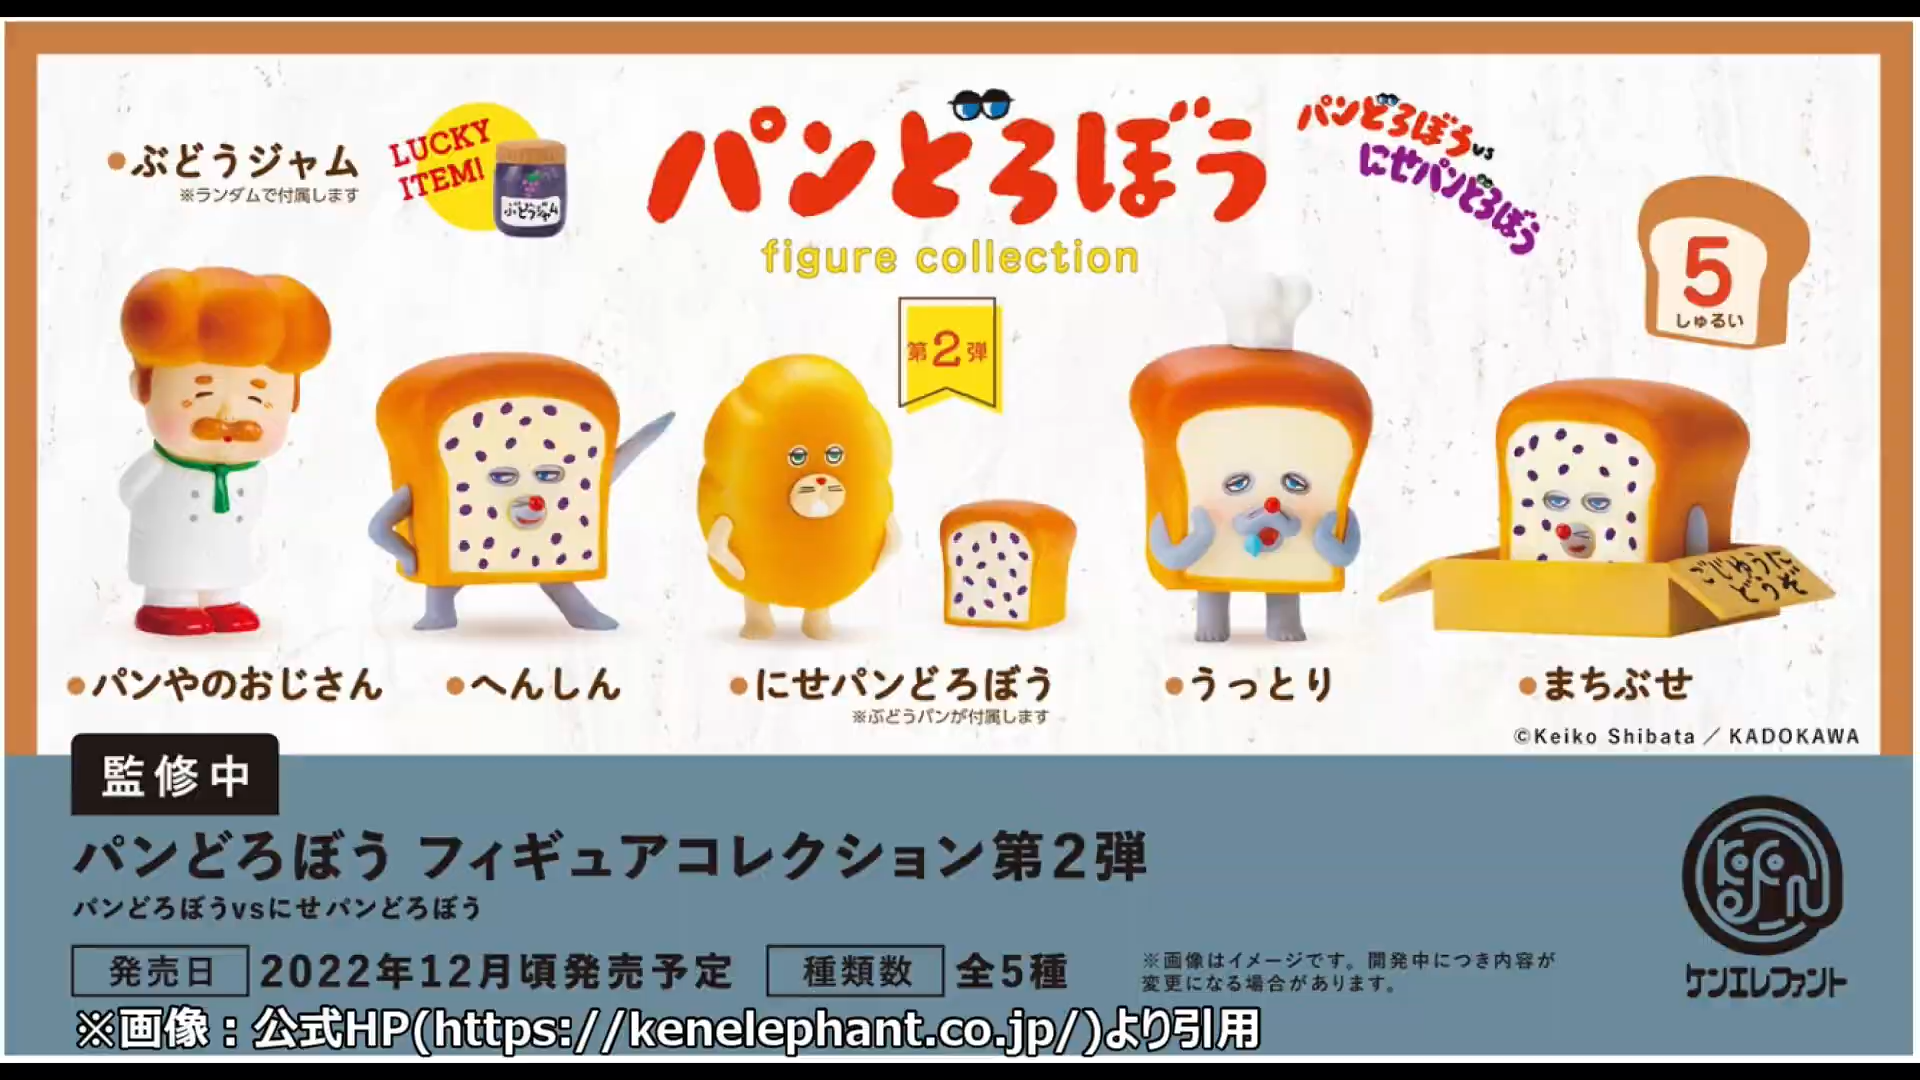 ●ぶどうジャム
※ランダムで付属します
LUCKY
ITEM!
ぶどうジャム
パンどろぼう
figure collection
パンどろぼうvs
にせパンどろぼう
5
しゅるい
第2弾
ごじゆうに
どうぞ
●パンやのおじさん
●へんしん
●にせパンどろぼう
※ぶどうパンが付属します
●うっとり
●まちぶせ
©Keiko Shibata／KADOKAWA
監修中
パンどろぼう フィギュアコレクション第2弾
パンどろぼうvsにせパンどろぼう
発売日 2022年12月頃発売予定 種類数 全5種
※画像はイメージです。開発中につき内容が
変更になる場合があります。
ケンエレファント
※画像：公式HP(https://kenelephant.co.jp/)より引用